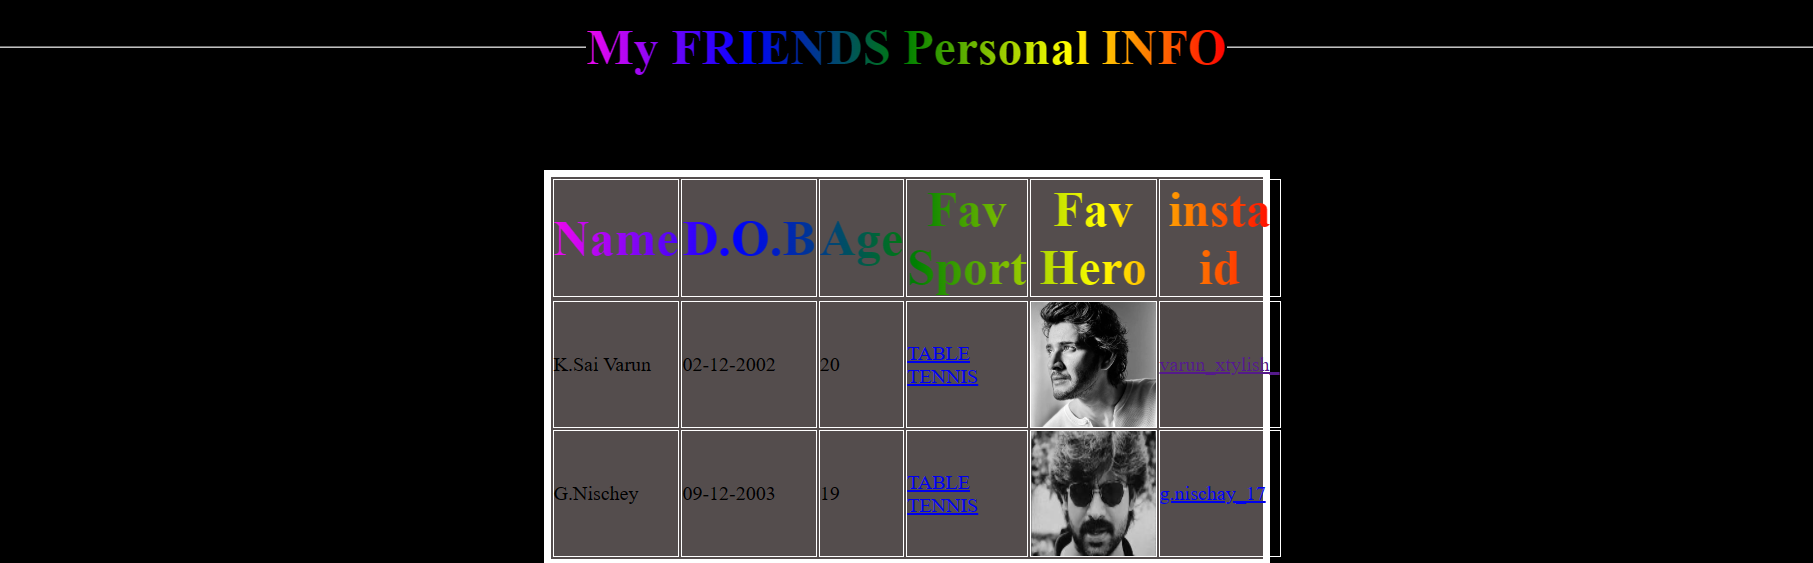 My FRIENDS Personal INFO
Name D.O.B Age Fav Sport Fav Hero insta id
K.Sai Varun 02-12-2002 20 TABLE TENNIS varun_xtylish_
G.Nischey 09-12-2003 19 TABLE TENNIS g.nischay_17